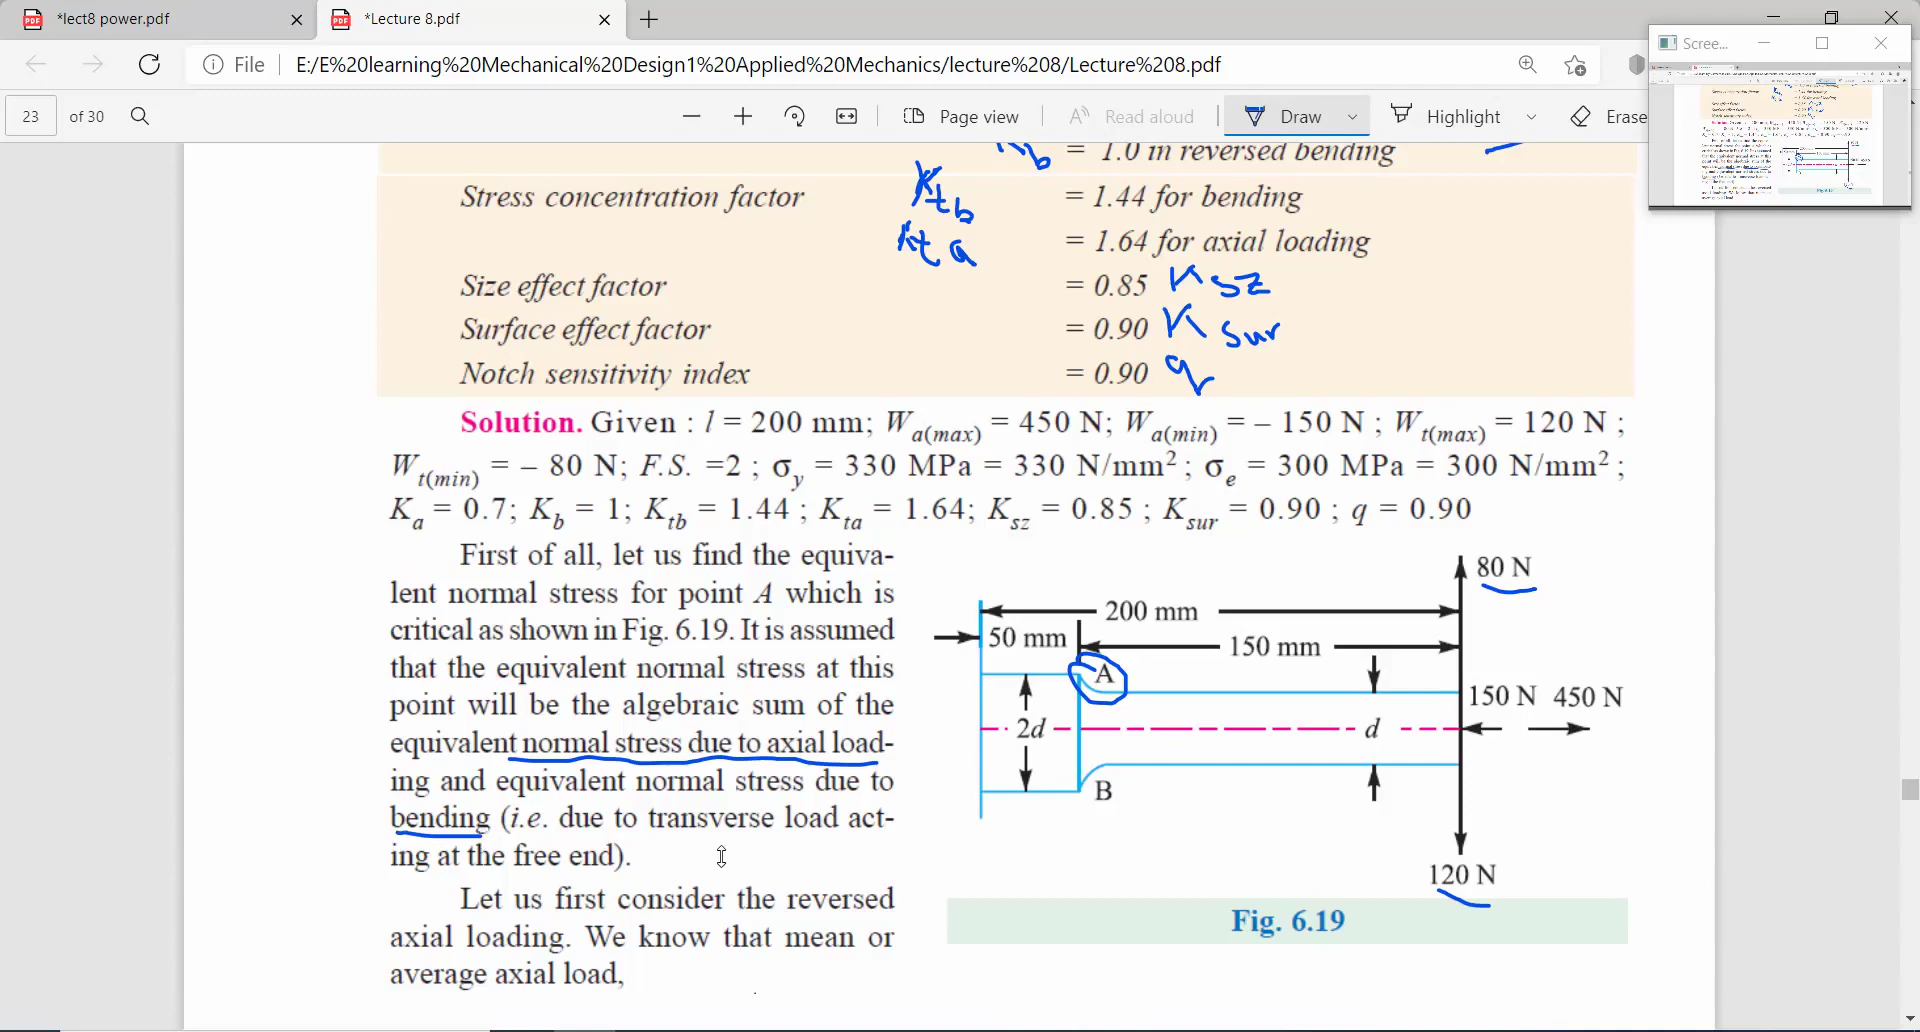 *lect8 power.pdf
*Lecture 8.pdf
Scree...
File
E:/E%20learning%20Mechanical%20Design1%20Applied%20Mechanics/lecture%208/Lecture%208.pdf
23
of 30
Page view
Read aloud
Draw
Highlight
Erase
Kb = 1.0 in reversed bending
Stress concentration factor Ktb = 1.44 for bending
Kta = 1.64 for axial loading
Size effect factor = 0.85 Ksz
Surface effect factor = 0.90 Ksur
Notch sensitivity index = 0.90 q
Solution. Given : l = 200 mm; Wa(max) = 450 N; Wa(min) = – 150 N ; Wt(max) = 120 N ;
Wt(min) = – 80 N; F.S. =2 ; σy = 330 MPa = 330 N/mm² ; σe = 300 MPa = 300 N/mm² ;
Ka = 0.7; Kb = 1; Ktb = 1.44 ; Kta = 1.64; Ksz = 0.85 ; Ksur = 0.90 ; q = 0.90
First of all, let us find the equiva-
lent normal stress for point A which is
critical as shown in Fig. 6.19. It is assumed
that the equivalent normal stress at this
point will be the algebraic sum of the
equivalent normal stress due to axial load-
ing and equivalent normal stress due to
bending (i.e. due to transverse load act-
ing at the free end).
Let us first consider the reversed
axial loading. We know that mean or
average axial load,
80 N
200 mm
50 mm
150 mm
A
150 N 450 N
2d
d
B
120 N
Fig. 6.19